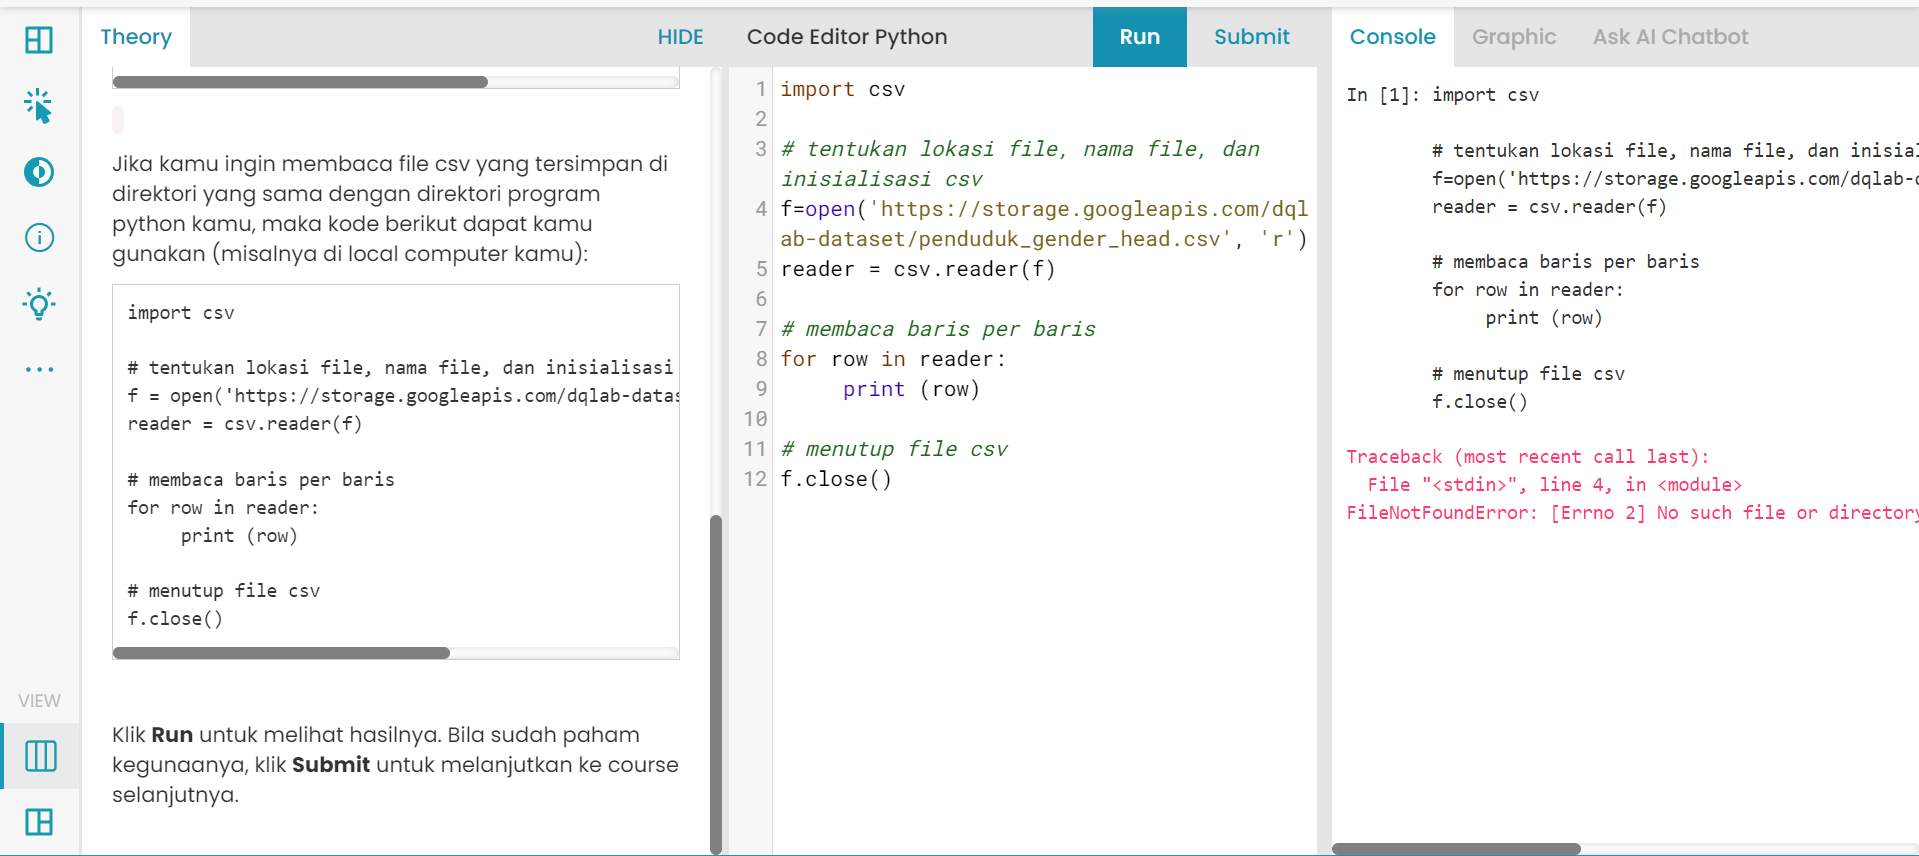 Theory
HIDE
Jika kamu ingin membaca file csv yang tersimpan di
direktori yang sama dengan direktori program
python kamu, maka kode berikut dapat kamu
gunakan (misalnya di local computer kamu):
import csv
# tentukan lokasi file, nama file, dan inisialisasi
f = open('https://storage.googleapis.com/dqlab-datas
reader = csv.reader(f)
# membaca baris per baris
for row in reader:
     print (row)
# menutup file csv
f.close()
Klik Run untuk melihat hasilnya. Bila sudah paham
kegunaanya, klik Submit untuk melanjutkan ke course
selanjutnya.
VIEW
Code Editor Python
Run
Submit
1 import csv
2
3 # tentukan lokasi file, nama file, dan
inisialisasi csv
4 f=open('https://storage.googleapis.com/dql
ab-dataset/penduduk_gender_head.csv', 'r')
5 reader = csv.reader(f)
6
7 # membaca baris per baris
8 for row in reader:
9      print (row)
10
11 # menutup file csv
12 f.close()
Console
Graphic
Ask AI Chatbot
In [1]: import csv
# tentukan lokasi file, nama file, dan inisial
f=open('https://storage.googleapis.com/dqlab-
reader = csv.reader(f)
# membaca baris per baris
for row in reader:
     print (row)
# menutup file csv
f.close()
Traceback (most recent call last):
  File "<stdin>", line 4, in <module>
FileNotFoundError: [Errno 2] No such file or directory